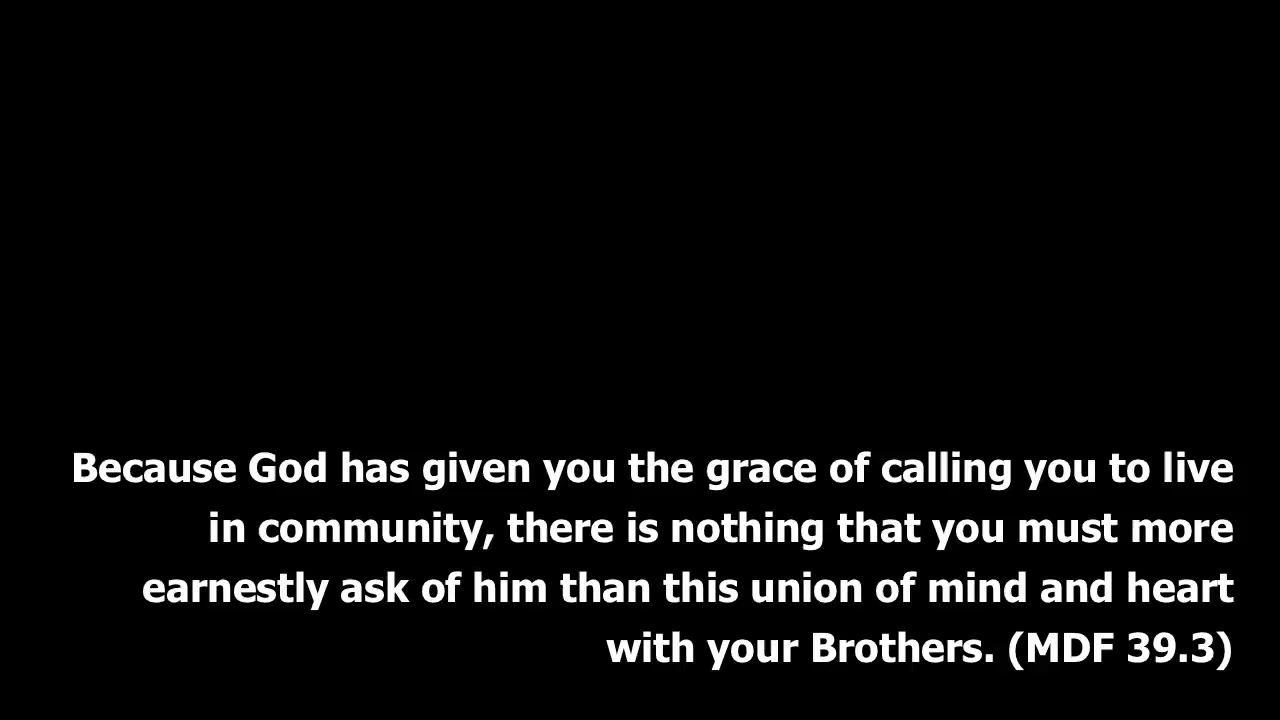 Because God has given you the grace of calling you to live
in community, there is nothing that you must more
earnestly ask of him than this union of mind and heart
with your Brothers. (MDF 39.3)